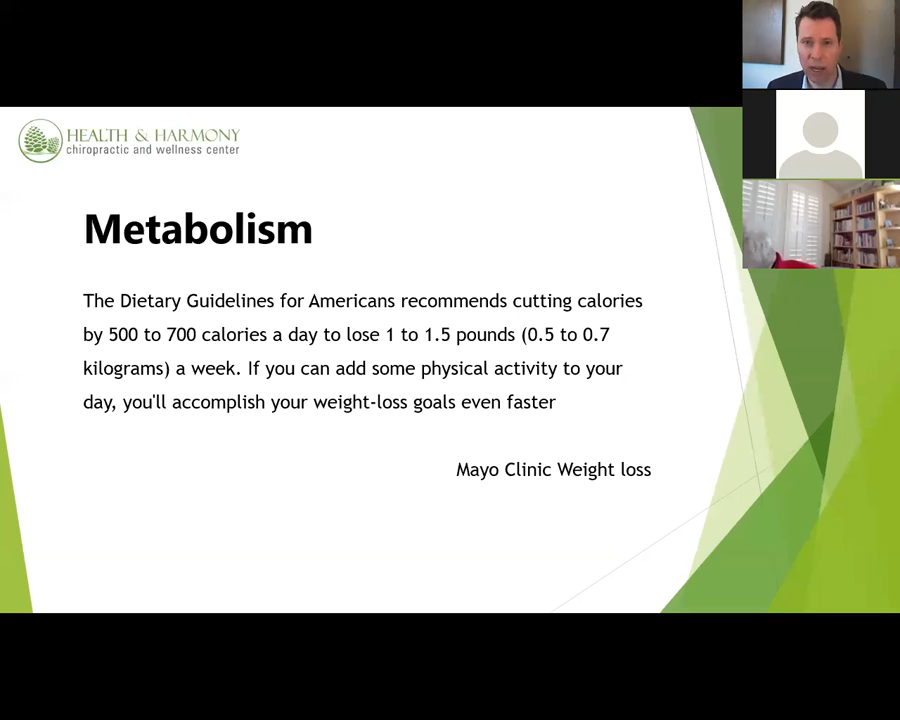 HEALTH & HARMONY
chiropractic and wellness center
Metabolism
The Dietary Guidelines for Americans recommends cutting calories
by 500 to 700 calories a day to lose 1 to 1.5 pounds (0.5 to 0.7
kilograms) a week. If you can add some physical activity to your
day, you'll accomplish your weight-loss goals even faster
Mayo Clinic Weight loss